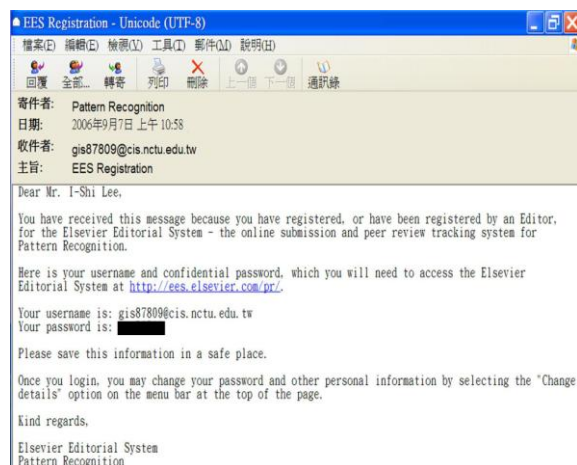 EES Registration - Unicode (UTF-8)
檔案(F) 編輯(E) 檢視(V) 工具(T) 郵件(M) 說明(H)
回覆 全部... 轉寄 列印 刪除 上一個 下一個 通訊錄
寄件者: Pattern Recognition
日期: 2006年9月7日 上午 10:58
收件者: gis87809@cis.nctu.edu.tw
主旨: EES Registration
Dear Mr. I-Shi Lee,
You have received this message because you have registered, or have been registered by an Editor,
for the Elsevier Editorial System - the online submission and peer review tracking system for
Pattern Recognition.
Here is your username and confidential password, which you will need to access the Elsevier
Editorial System at http://ees.elsevier.com/pr/.
Your username is: gis87809@cis.nctu.edu.tw
Your password is:
Please save this information in a safe place.
Once you login, you may change your password and other personal information by selecting the "Change
details" option on the menu bar at the top of the page.
Kind regards,
Elsevier Editorial System
Pattern Recognition